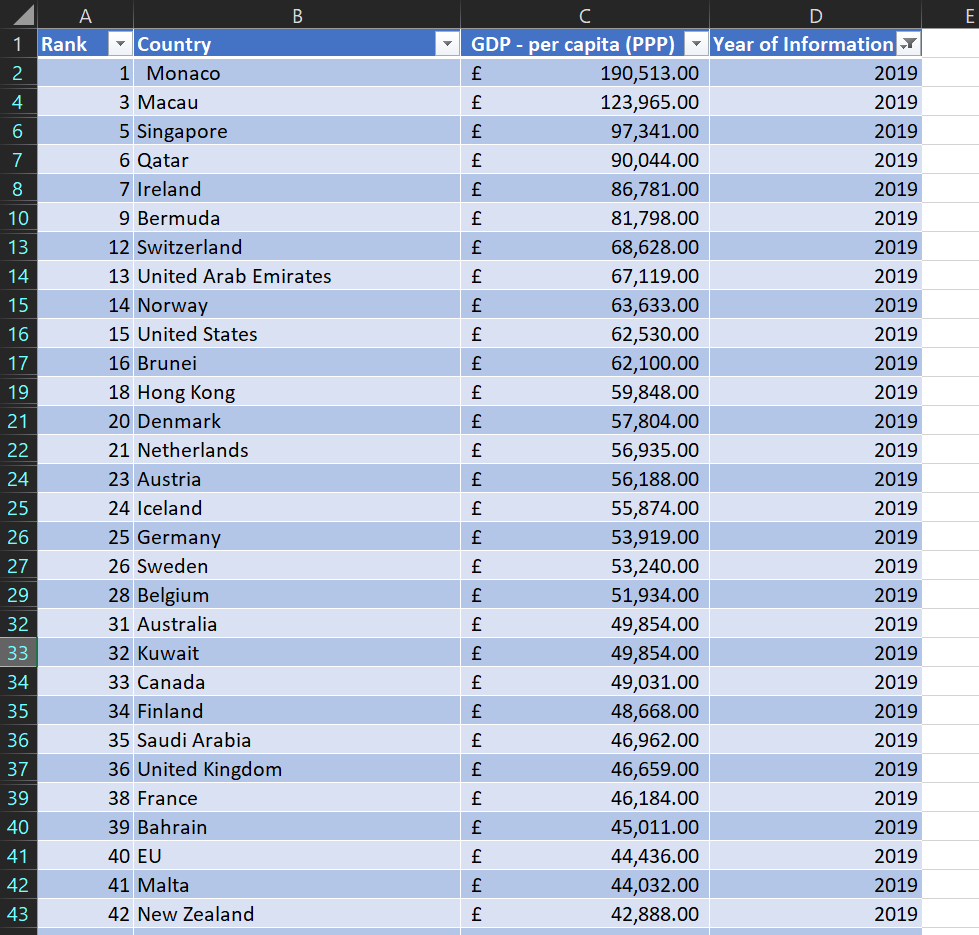 A B C D E
1 Rank Country GDP - per capita (PPP) Year of Information
2 1 Monaco £ 190,513.00 2019
4 3 Macau £ 123,965.00 2019
6 5 Singapore £ 97,341.00 2019
7 6 Qatar £ 90,044.00 2019
8 7 Ireland £ 86,781.00 2019
10 9 Bermuda £ 81,798.00 2019
13 12 Switzerland £ 68,628.00 2019
14 13 United Arab Emirates £ 67,119.00 2019
15 14 Norway £ 63,633.00 2019
16 15 United States £ 62,530.00 2019
17 16 Brunei £ 62,100.00 2019
19 18 Hong Kong £ 59,848.00 2019
21 20 Denmark £ 57,804.00 2019
22 21 Netherlands £ 56,935.00 2019
24 23 Austria £ 56,188.00 2019
25 24 Iceland £ 55,874.00 2019
26 25 Germany £ 53,919.00 2019
27 26 Sweden £ 53,240.00 2019
29 28 Belgium £ 51,934.00 2019
32 31 Australia £ 49,854.00 2019
33 32 Kuwait £ 49,854.00 2019
34 33 Canada £ 49,031.00 2019
35 34 Finland £ 48,668.00 2019
36 35 Saudi Arabia £ 46,962.00 2019
37 36 United Kingdom £ 46,659.00 2019
39 38 France £ 46,184.00 2019
40 39 Bahrain £ 45,011.00 2019
41 40 EU £ 44,436.00 2019
42 41 Malta £ 44,032.00 2019
43 42 New Zealand £ 42,888.00 2019